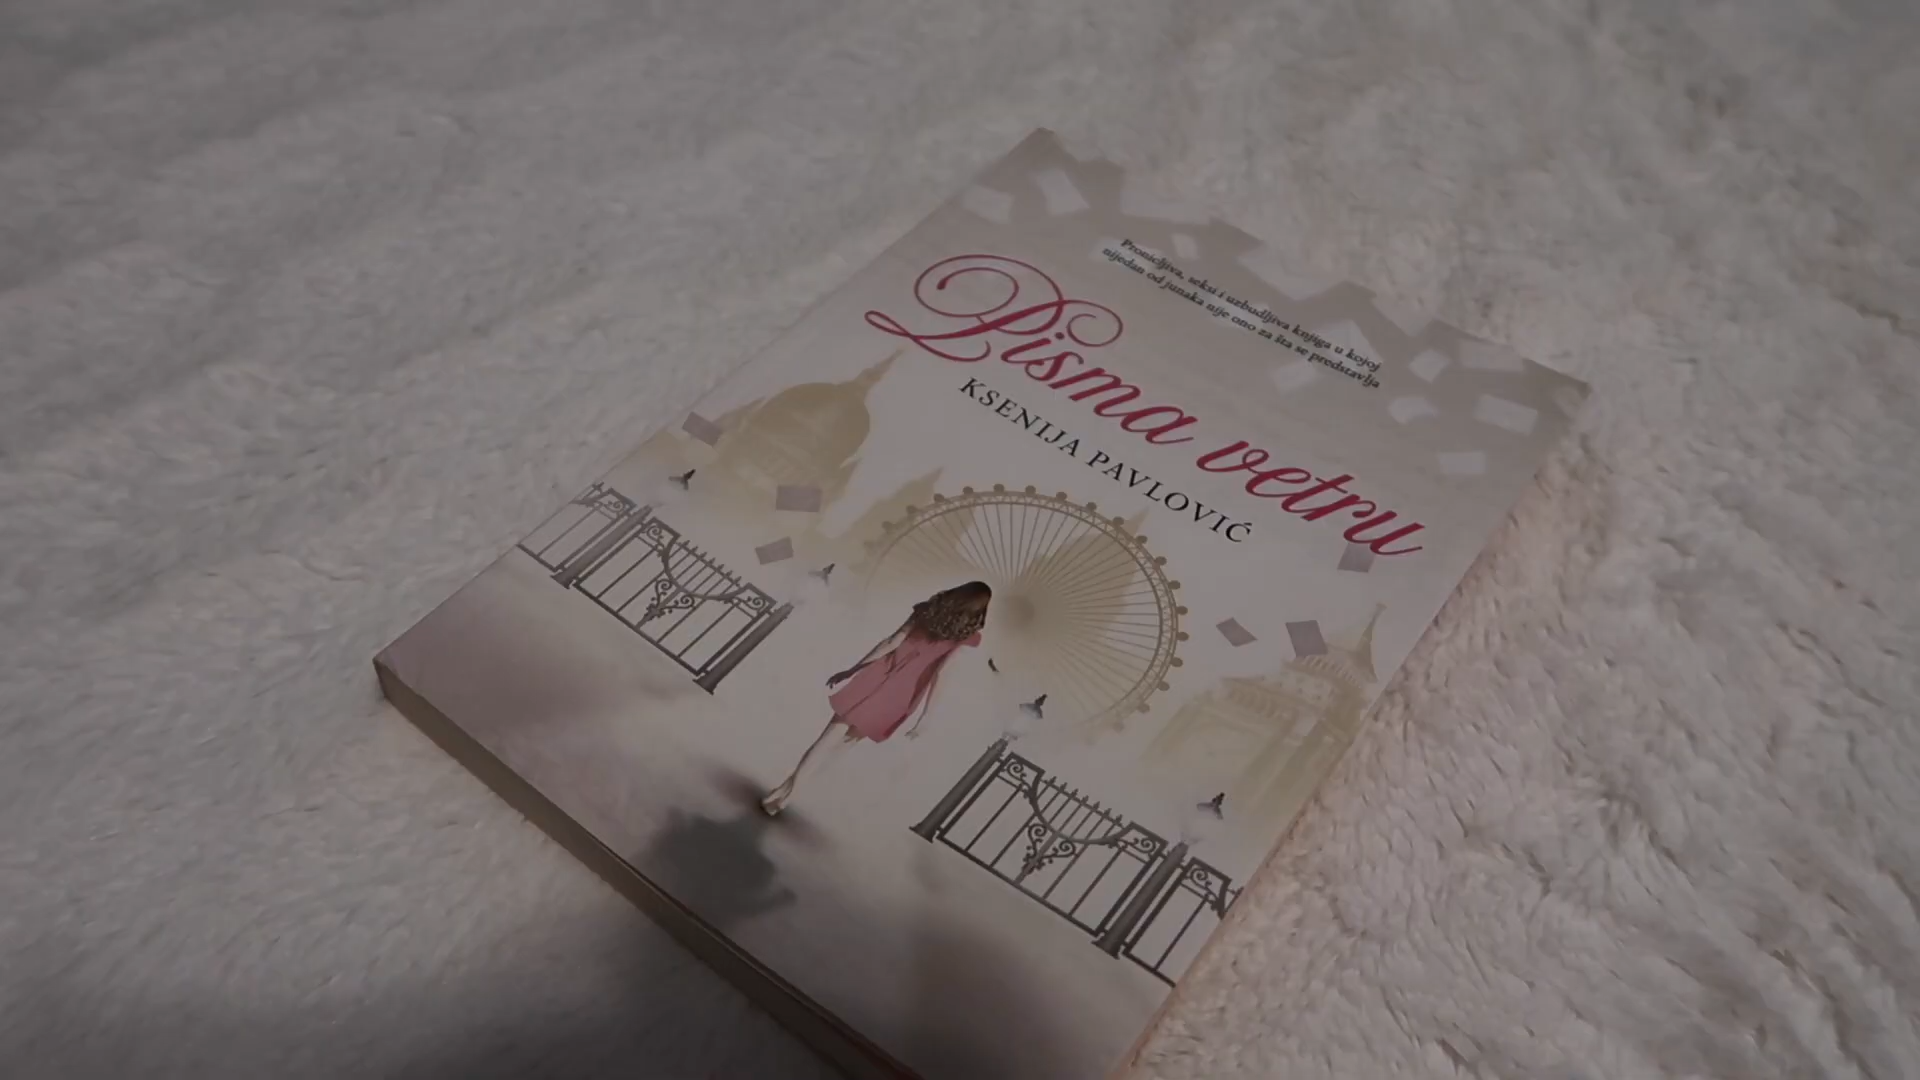 Pronicljiva, seksi i uzbudljiva knjiga u kojoj
nijedan od junaka nije ono za šta se predstavlja
Pisma vetru
KSENIJA PAVLOVIĆ